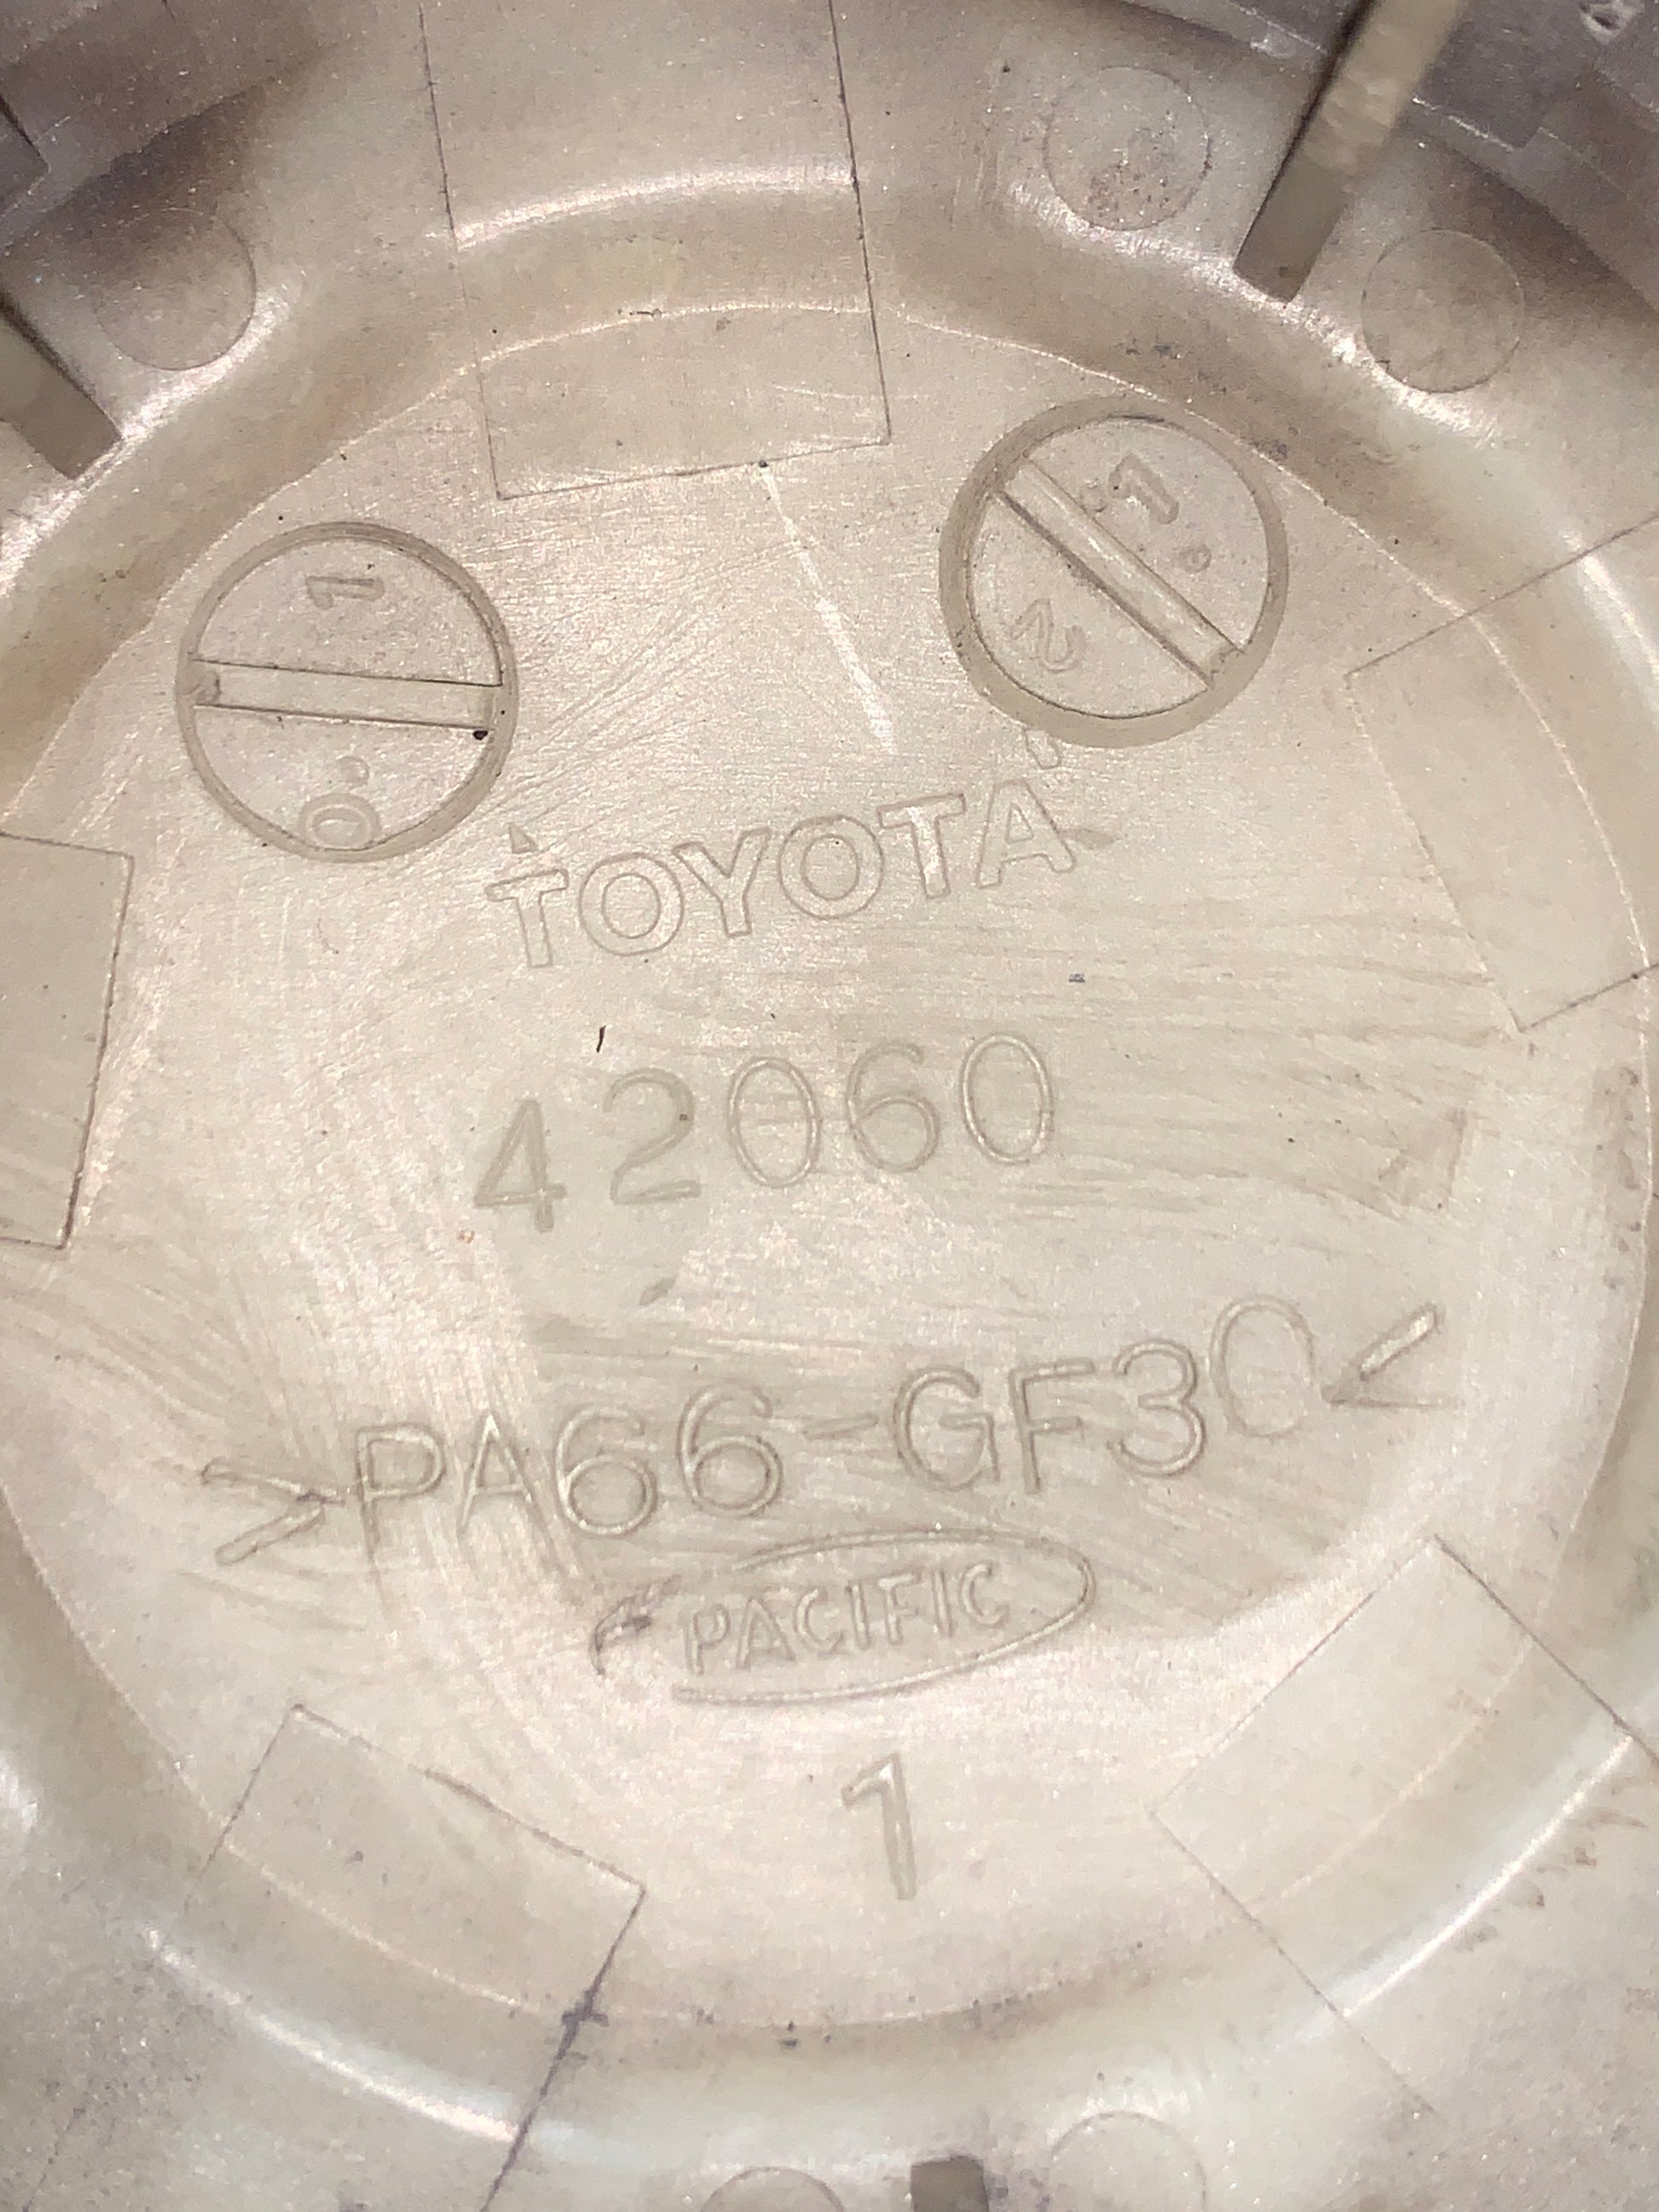 TOYOTA
42060
>PA66-GF30<
PACIFIC
1